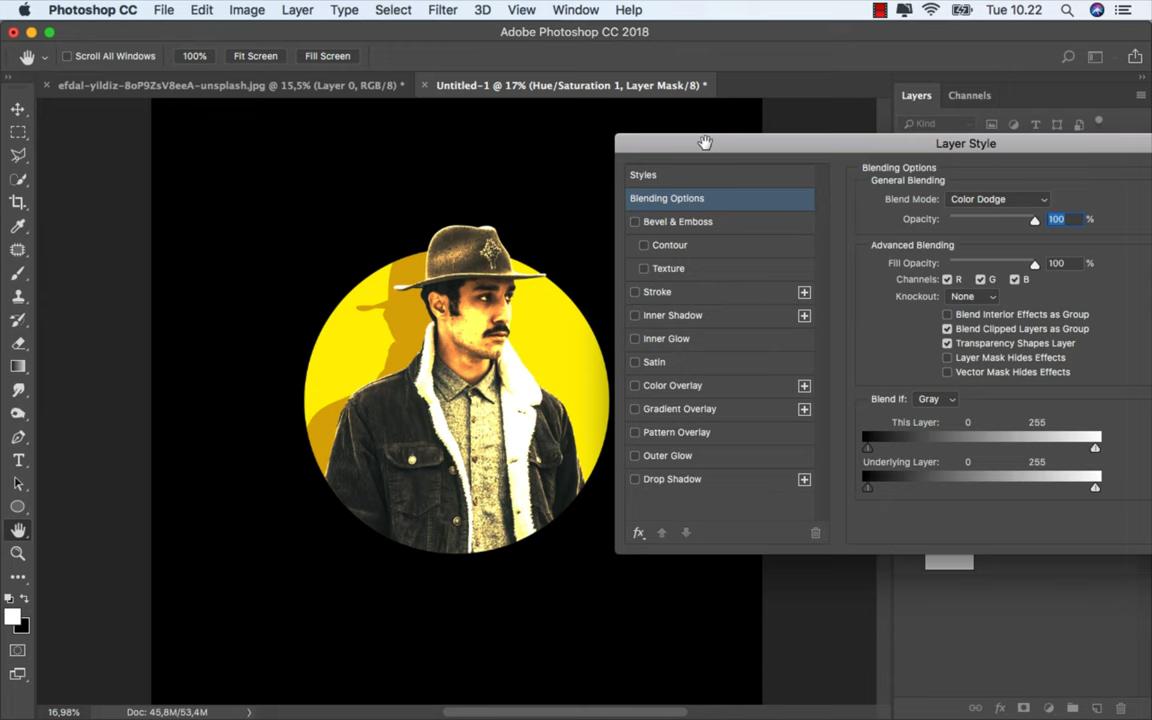 Photoshop CC File Edit Image Layer Type Select Filter 3D View Window Help Tue 10.22
Adobe Photoshop CC 2018
Scroll All Windows 100% Fit Screen Fill Screen
efdal-yildiz-8oP9ZsV8eeA-unsplash.jpg @ 15,5% (Layer 0, RGB/8) *
Untitled-1 @ 17% (Hue/Saturation 1, Layer Mask/8) *
Layers Channels
Kind
Layer Style
Styles
Blending Options
Bevel & Emboss
Contour
Texture
Stroke
Inner Shadow
Inner Glow
Satin
Color Overlay
Gradient Overlay
Pattern Overlay
Outer Glow
Drop Shadow
fx
Blending Options
General Blending
Blend Mode: Color Dodge
Opacity: 100 %
Advanced Blending
Fill Opacity: 100 %
Channels: R G B
Knockout: None
Blend Interior Effects as Group
Blend Clipped Layers as Group
Transparency Shapes Layer
Layer Mask Hides Effects
Vector Mask Hides Effects
Blend If: Gray
This Layer: 0 255
Underlying Layer: 0 255
16,98% Doc: 45,8M/53,4M
fx